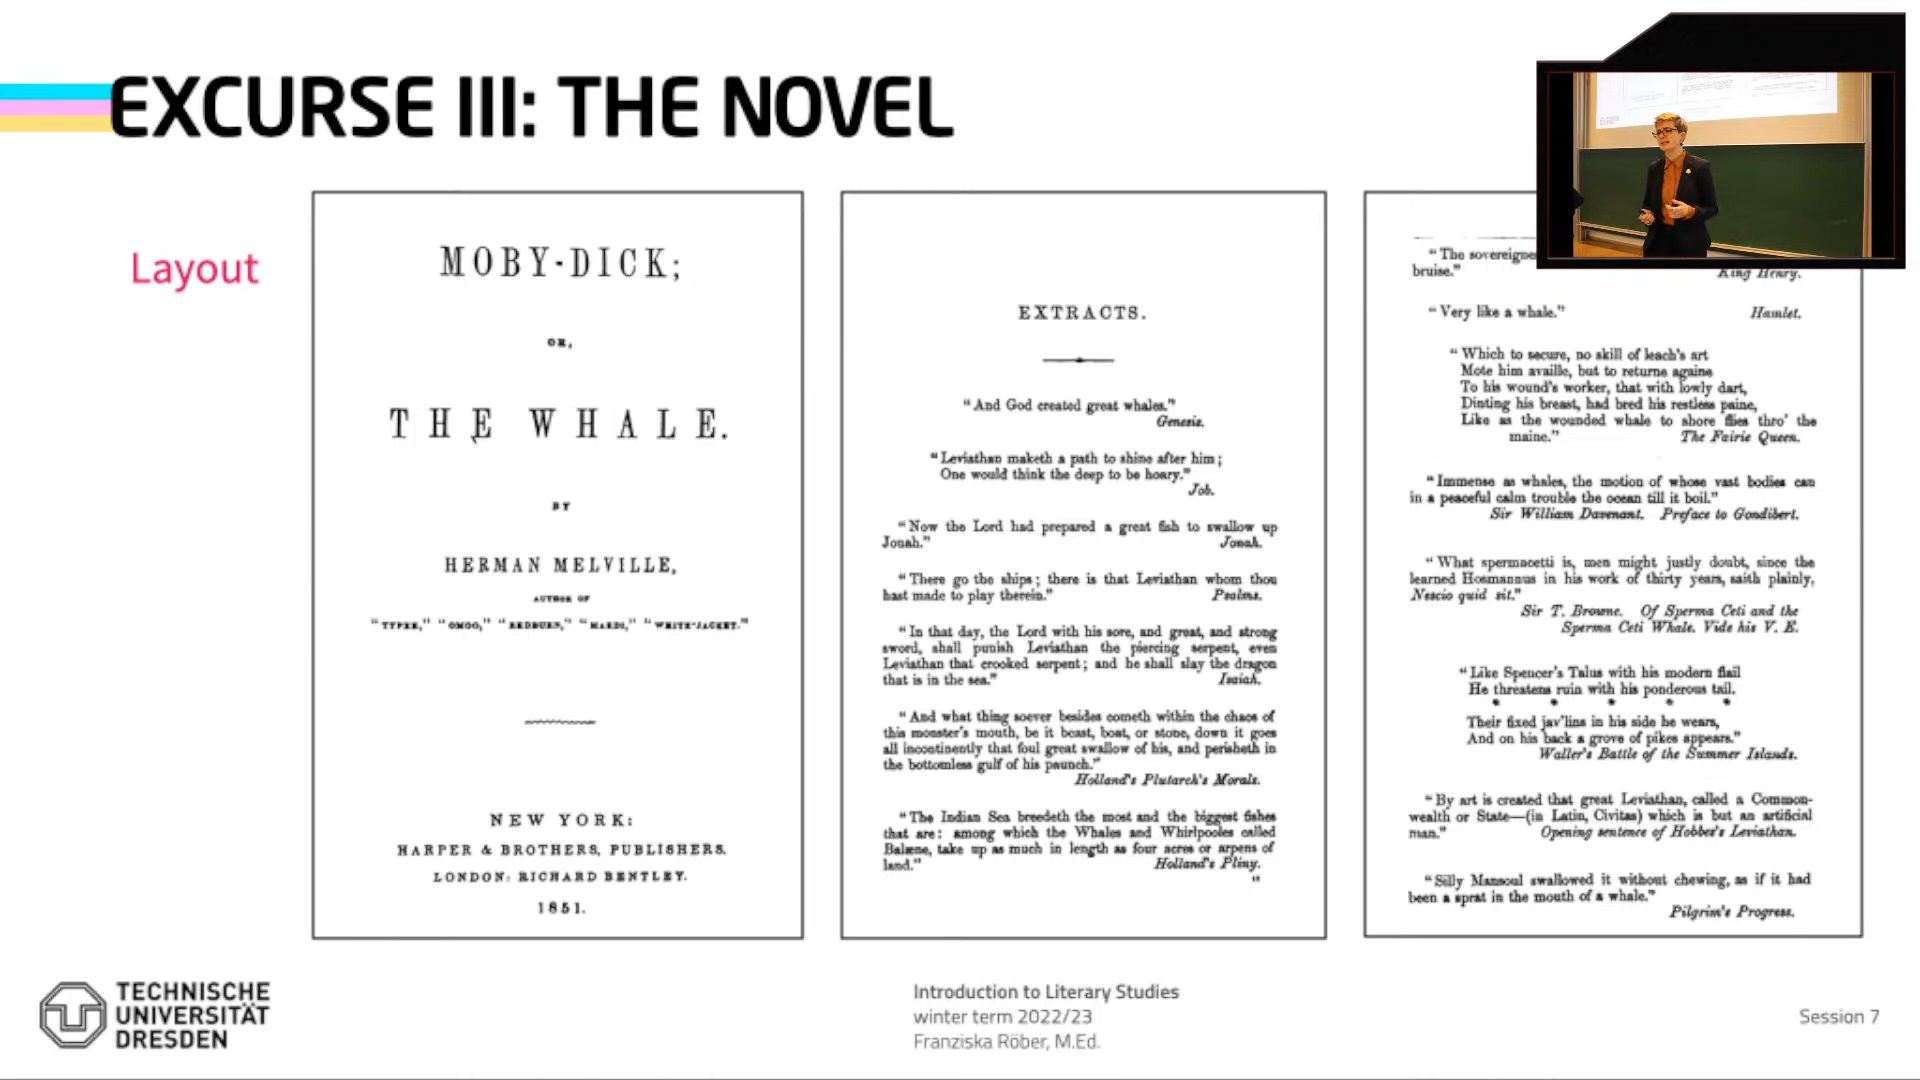 EXCURSE III: THE NOVEL
Layout
MOBY-DICK;
OR,
THE WHALE.
BY
HERMAN MELVILLE,
AUTHOR OF
"TYPEE," "OMOO," "REDBURN," "MARDI," "WHITE-JACKET."
NEW YORK:
HARPER & BROTHERS, PUBLISHERS.
LONDON: RICHARD BENTLEY.
1851.
EXTRACTS.
"And God created great whales."
Genesis.
"Leviathan maketh a path to shine after him;
One would think the deep to be hoary."
Job.
"Now the Lord had prepared a great fish to swallow up
Jonah." Jonah.
"There go the ships; there is that Leviathan whom thou
hast made to play therein." Psalms.
"In that day, the Lord with his sore, and great, and strong
sword, shall punish Leviathan the piercing serpent, even
Leviathan that crooked serpent; and he shall slay the dragon
that is in the sea." Isaiah.
"And what thing soever besides cometh within the chaos of
this monster's mouth, be it beast, boat, or stone, down it goes
all incontinently that foul great swallow of his, and perisheth in
the bottomless gulf of his paunch."
Holland's Plutarch's Morals.
"The Indian Sea breedeth the most and the biggest fishes
that are: among which the Whales and Whirlpooles called
Balæne, take up as much in length as four acres or arpens of
land." Holland's Pliny.
"The sovereigne
bruise." King Henry.
"Very like a whale." Hamlet.
"Which to secure, no skill of leach's art
Mote him availle, but to returne againe
To his wound's worker, that with lowly dart,
Dinting his breast, had bred his restless paine,
Like as the wounded whale to shore flies thro' the
maine." The Fairie Queen.
"Immense as whales, the motion of whose vast bodies can
in a peaceful calm trouble the ocean till it boil."
Sir William Davenant. Preface to Gondibert.
"What spermacetti is, men might justly doubt, since the
learned Hosmannus in his work of thirty years, saith plainly,
Nescio quid sit."
Sir T. Browne. Of Sperma Ceti and the
Sperma Ceti Whale. Vide his V. E.
"Like Spencer's Talus with his modern flail
He threatens ruin with his ponderous tail.
* * * * *
Their fixed jav'lins in his side he wears,
And on his back a grove of pikes appears."
Waller's Battle of the Summer Islands.
"By art is created that great Leviathan, called a Common-
wealth or State—(in Latin, Civitas) which is but an artificial
man." Opening sentence of Hobbes's Leviathan.
"Silly Mansoul swallowed it without chewing, as if it had
been a sprat in the mouth of a whale."
Pilgrim's Progress.
TECHNISCHE
UNIVERSITÄT
DRESDEN
Introduction to Literary Studies
winter term 2022/23
Franziska Röber, M.Ed.
Session 7